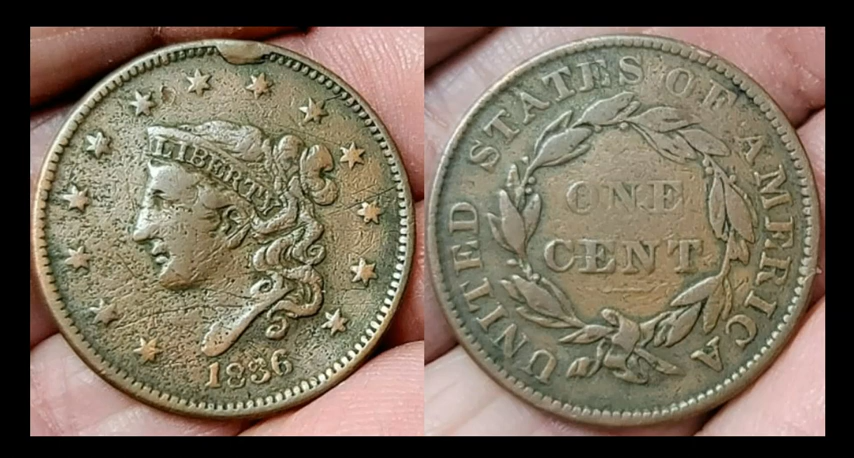 LIBERTY
1836
UNITED STATES OF AMERICA
ONE
CENT